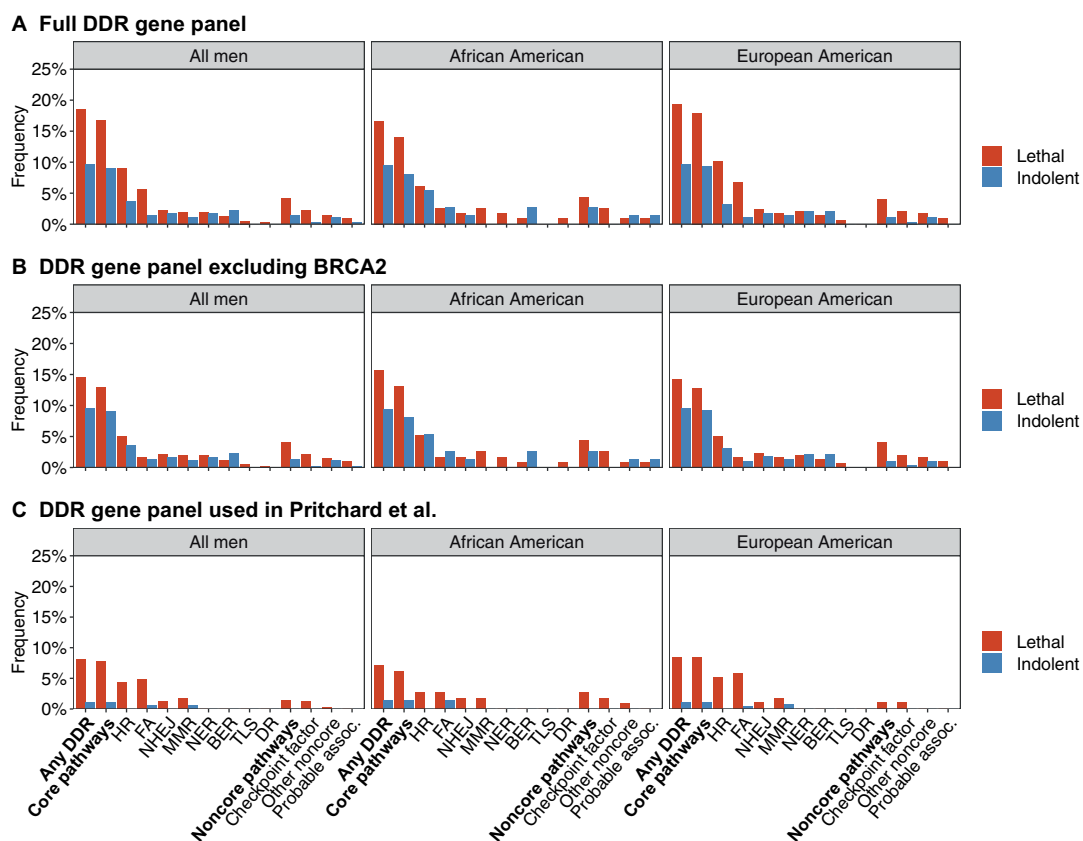 A Full DDR gene panel
All men
African American
European American
Frequency
25%
20%
15%
10%
5%
0%
Lethal
Indolent
B DDR gene panel excluding BRCA2
All men
African American
European American
Frequency
25%
20%
15%
10%
5%
0%
Lethal
Indolent
C DDR gene panel used in Pritchard et al.
All men
African American
European American
Frequency
25%
20%
15%
10%
5%
0%
Lethal
Indolent
Any DDR
Core pathways
HR
FA
NHEJ
MMR
NER
BER
TLS
DR
Noncore pathways
Checkpoint factor
Other noncore
Probable assoc.
Any DDR
Core pathways
HR
FA
NHEJ
MMR
NER
BER
TLS
DR
Noncore pathways
Checkpoint factor
Other noncore
Probable assoc.
Any DDR
Core pathways
HR
FA
NHEJ
MMR
NER
BER
TLS
DR
Noncore pathways
Checkpoint factor
Other noncore
Probable assoc.